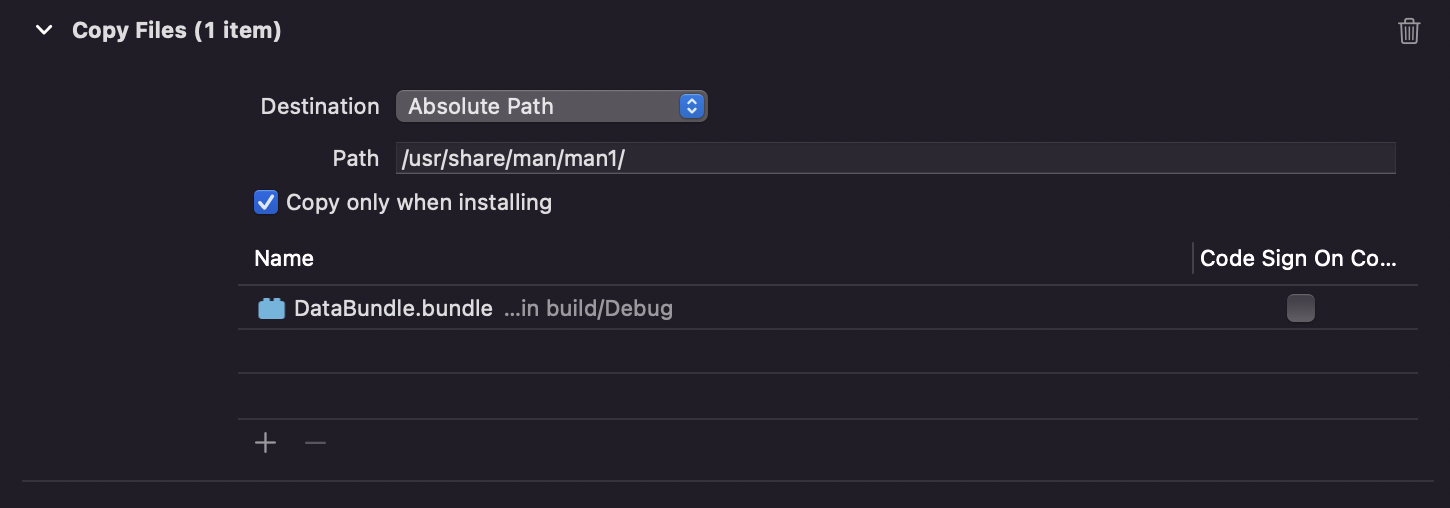 Copy Files (1 item)
Destination Absolute Path
Path /usr/share/man/man1/
Copy only when installing
Name Code Sign On Co...
DataBundle.bundle ...in build/Debug